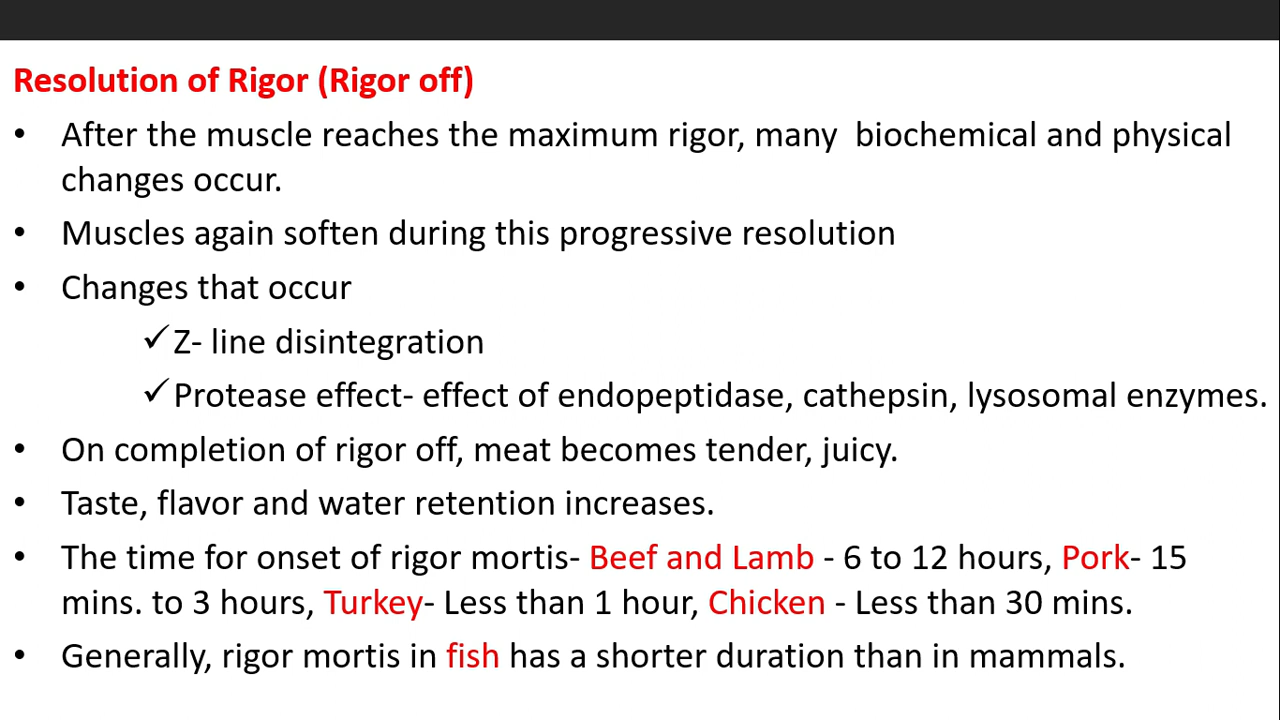 Resolution of Rigor (Rigor off)
• After the muscle reaches the maximum rigor, many  biochemical and physical
changes occur.
• Muscles again soften during this progressive resolution
• Changes that occur
✓Z- line disintegration
✓Protease effect- effect of endopeptidase, cathepsin, lysosomal enzymes.
• On completion of rigor off, meat becomes tender, juicy.
• Taste, flavor and water retention increases.
• The time for onset of rigor mortis- Beef and Lamb - 6 to 12 hours, Pork- 15
mins. to 3 hours, Turkey- Less than 1 hour, Chicken - Less than 30 mins.
• Generally, rigor mortis in fish has a shorter duration than in mammals.